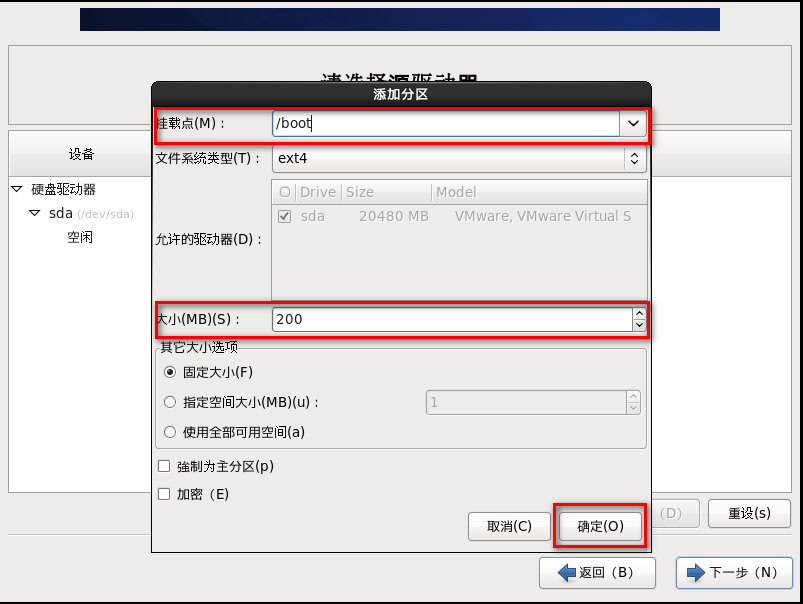 请选择源驱动器
添加分区
挂载点(M)：
/boot
文件系统类型(T)：
ext4
允许的驱动器(D)：
Drive Size Model
sda 20480 MB VMware, VMware Virtual S
大小(MB)(S)：
200
其它大小选项
固定大小(F)
指定空间大小(MB)(u)：
1
使用全部可用空间(a)
强制为主分区(p)
加密（E)
取消(C)
确定(O)
设备
硬盘驱动器
sda (/dev/sda)
空闲
(D)
重设(s)
返回（B）
下一步（N）